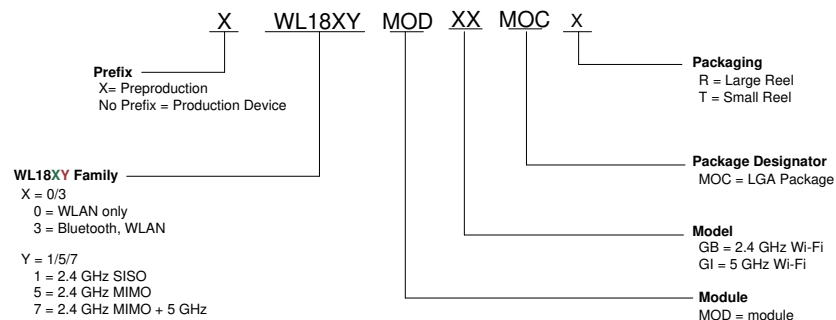 X WL18XY MOD XX MOC x
Prefix
X= Preproduction
No Prefix = Production Device
WL18XY Family
X = 0/3
0 = WLAN only
3 = Bluetooth, WLAN
Y = 1/5/7
1 = 2.4 GHz SISO
5 = 2.4 GHz MIMO
7 = 2.4 GHz MIMO + 5 GHz
Packaging
R = Large Reel
T = Small Reel
Package Designator
MOC = LGA Package
Model
GB = 2.4 GHz Wi-Fi
GI = 5 GHz Wi-Fi
Module
MOD = module